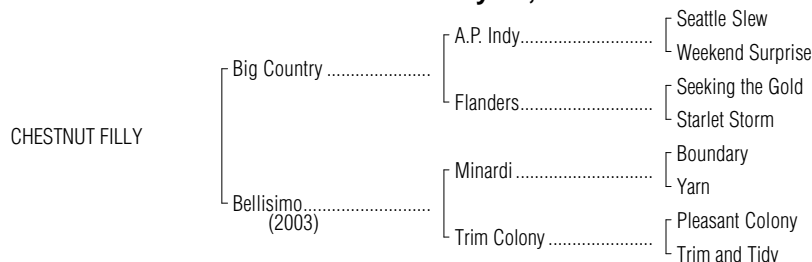 Seattle Slew
A.P. Indy
Weekend Surprise
Big Country
Seeking the Gold
Flanders
Starlet Storm
CHESTNUT FILLY
Boundary
Minardi
Yarn
Bellisimo
(2003)
Pleasant Colony
Trim Colony
Trim and Tidy